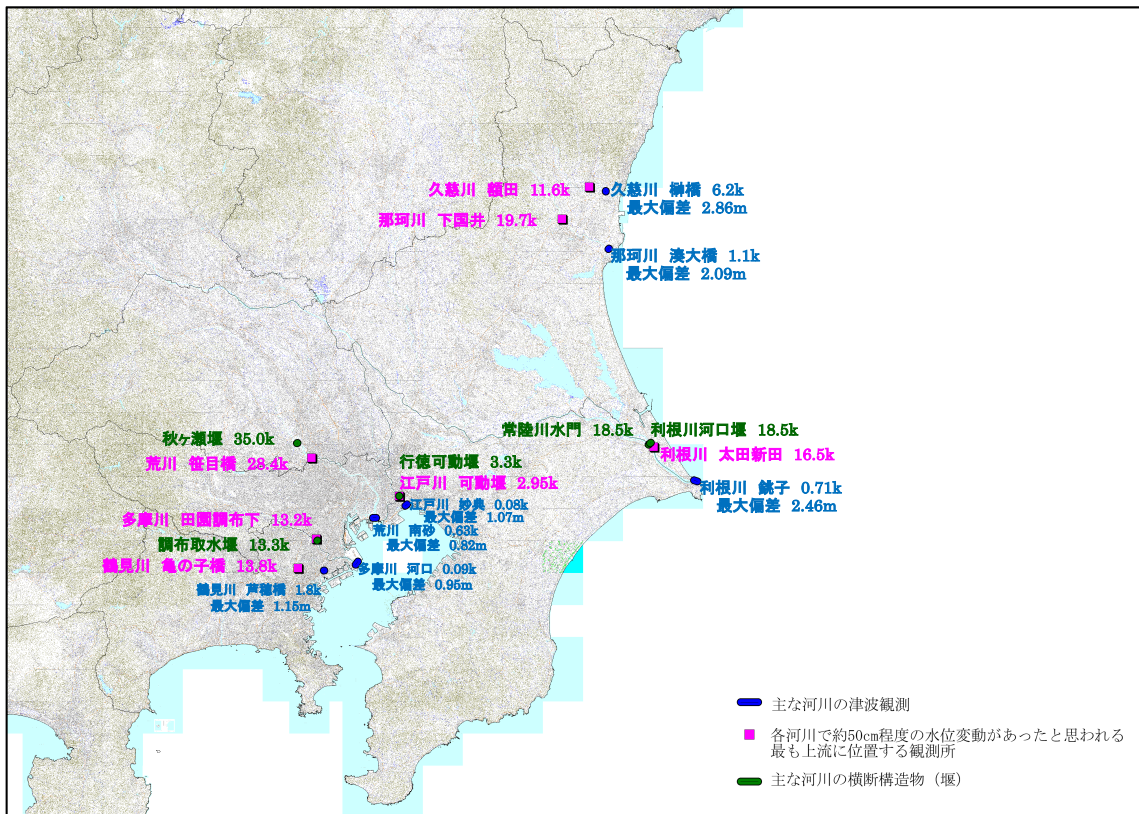 久慈川 額田 11.6k
久慈川 榊橋 6.2k
最大偏差 2.86m
那珂川 下国井 19.7k
那珂川 湊大橋 1.1k
最大偏差 2.09m
常陸川水門 18.5k
利根川河口堰 18.5k
利根川 太田新田 16.5k
利根川 銚子 0.71k
最大偏差 2.46m
秋ヶ瀬堰 35.0k
荒川 笹目橋 28.4k
行徳可動堰 3.3k
江戸川 可動堰 2.95k
江戸川 妙典 0.08k
最大偏差 1.07m
多摩川 田園調布下 13.2k
荒川 南砂 0.63k
最大偏差 0.82m
調布取水堰 13.3k
鶴見川 亀の子橋 13.8k
多摩川 河口 0.09k
最大偏差 0.95m
鶴見川 芦穂橋 1.8k
最大偏差 1.15m
主な河川の津波観測
各河川で約50cm程度の水位変動があったと思われる
最も上流に位置する観測所
主な河川の横断構造物（堰）